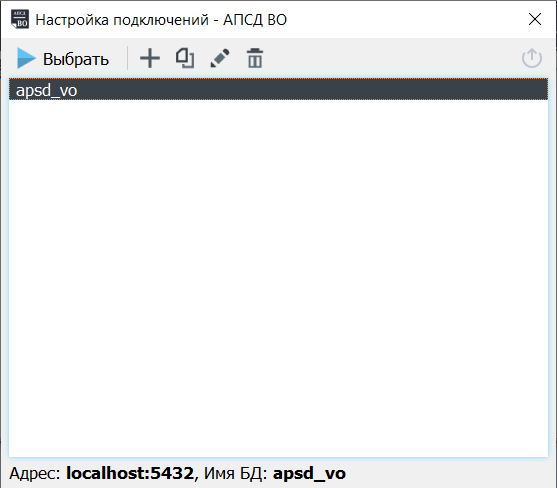 Настройка подключений - АПСД ВО
Выбрать
apsd_vo
Адрес: localhost:5432, Имя БД: apsd_vo